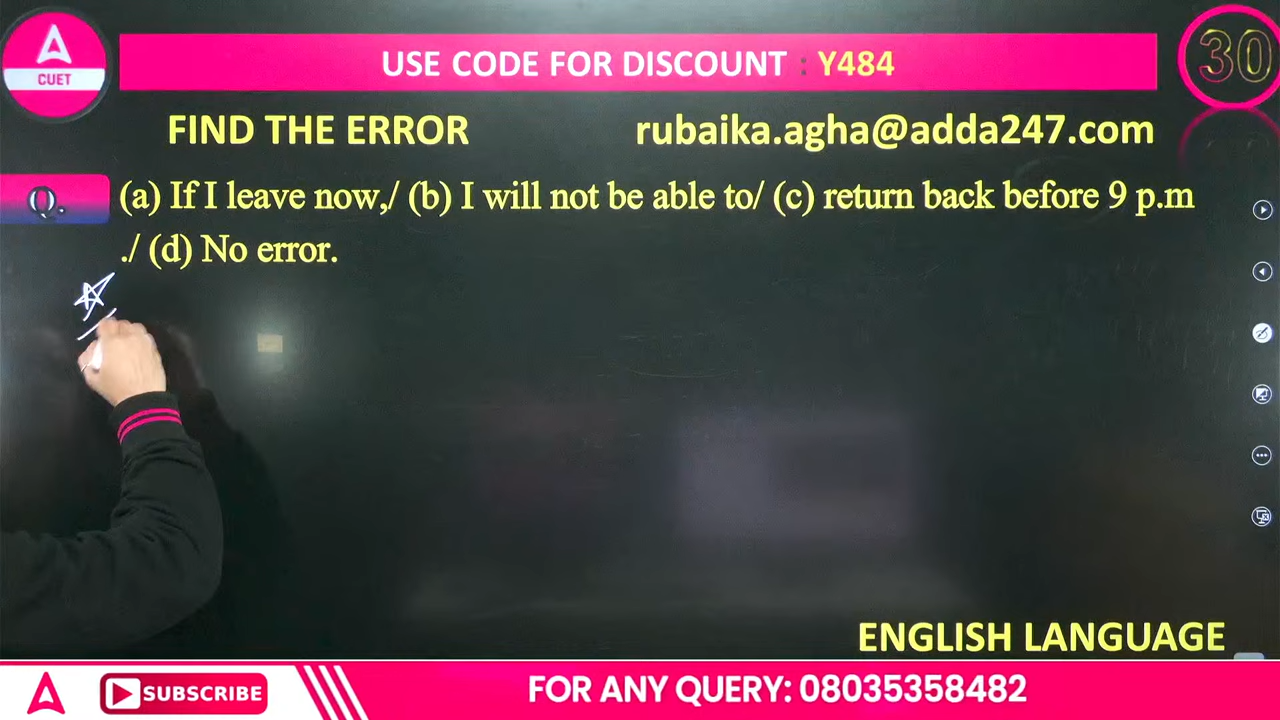 A
CUET
USE CODE FOR DISCOUNT : Y484
30
FIND THE ERROR
rubaika.agha@adda247.com
Q.
(a) If I leave now,/ (b) I will not be able to/ (c) return back before 9 p.m
./ (d) No error.
ENGLISH LANGUAGE
A
SUBSCRIBE
FOR ANY QUERY: 08035358482